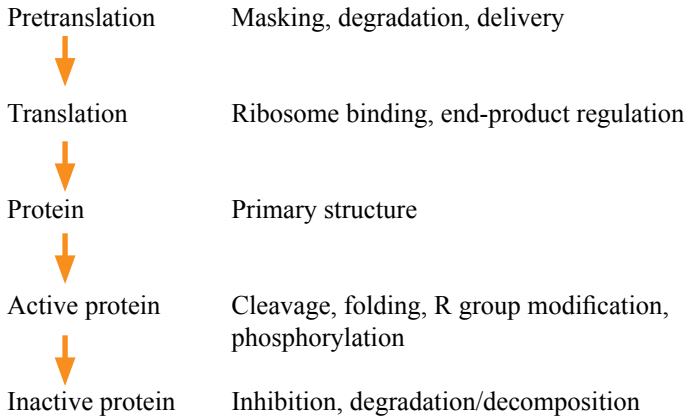 Pretranslation Masking, degradation, delivery
Translation Ribosome binding, end-product regulation
Protein Primary structure
Active protein Cleavage, folding, R group modification,
phosphorylation
Inactive protein Inhibition, degradation/decomposition